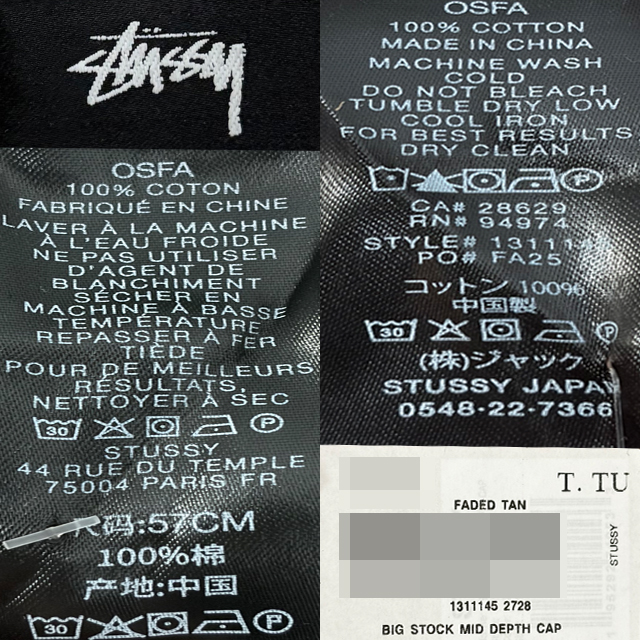 STÜSSY
OSFA
100% COTON
FABRIQUÉ EN CHINE
LAVER À LA MACHINE
À L'EAU FROIDE
NE PAS UTILISER
D'AGENT DE
BLANCHIMENT
SÉCHER EN
MACHINE À BASSE
TEMPÉRATURE
REPASSER À FER
TIÈDE
POUR DE MEILLEURS
RÉSULTATS,
NETTOYER À SEC
30 P
STUSSY
44 RUE DU TEMPLE
75004 PARIS FR
尺码:57CM
100%棉
产地:中国
30 P
OSFA
100% COTTON
MADE IN CHINA
MACHINE WASH
COLD
DO NOT BLEACH
TUMBLE DRY LOW
COOL IRON
FOR BEST RESULTS
DRY CLEAN
P
CA# 28629
RN# 94974
STYLE# 131114
PO# FA25
コットン 100%
中国製
30 P
(株)ジャック
STUSSY JAPAN
0548-22-7366
T. TU
FADED TAN
STUSSY
1311145 2728
BIG STOCK MID DEPTH CAP